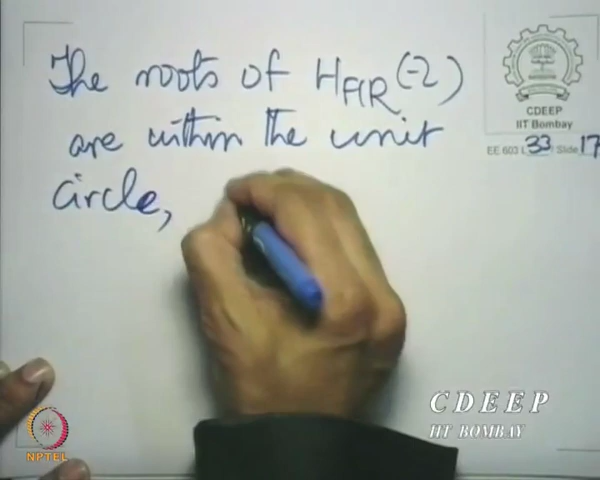 The roots of HFIR(-Z)
are within the unit
circle,
CDEEP
IIT Bombay
EE 603 L 33 / Slide 17
CDEEP
IIT BOMBAY
NPTEL